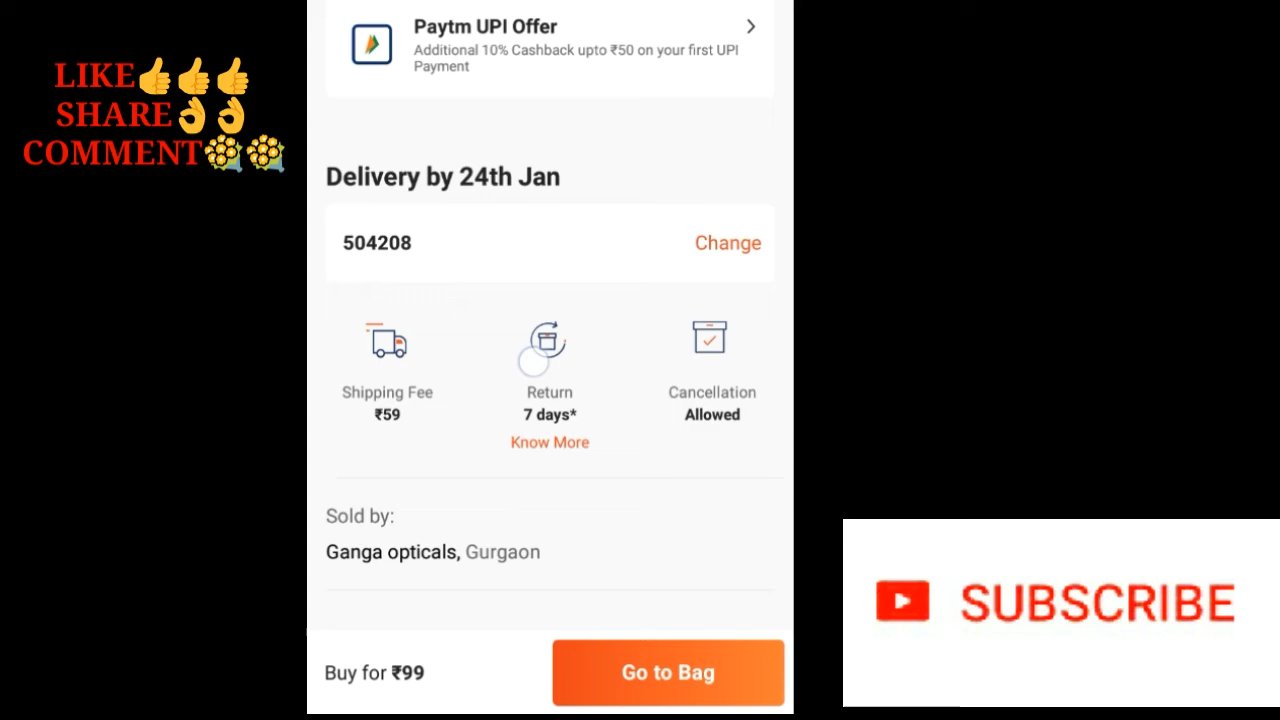 LIKE👍👍👍
SHARE👌👌
COMMENT💐💐
Paytm UPI Offer
Additional 10% Cashback upto ₹50 on your first UPI
Payment
Delivery by 24th Jan
504208
Change
Shipping Fee
₹59
Return
7 days*
Know More
Cancellation
Allowed
Sold by:
Ganga opticals, Gurgaon
Buy for ₹99
Go to Bag
SUBSCRIBE